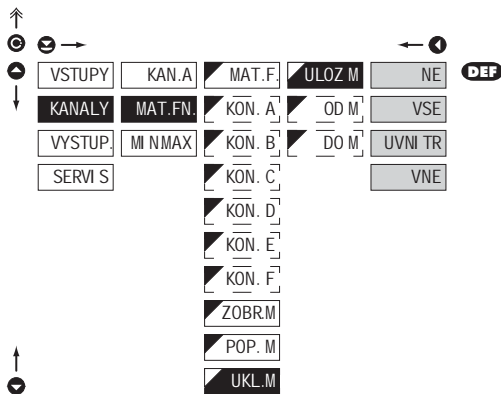 VSTUPY KAN.A MAT.F. ULOZ M NE DEF
KANALY MAT.FN. KON. A OD M VSE
VYSTUP. MINMAX KON. B DO M UVNITR
SERVIS KON. C VNE
KON. D
KON. E
KON. F
ZOBR.M
POP. M
UKL.M